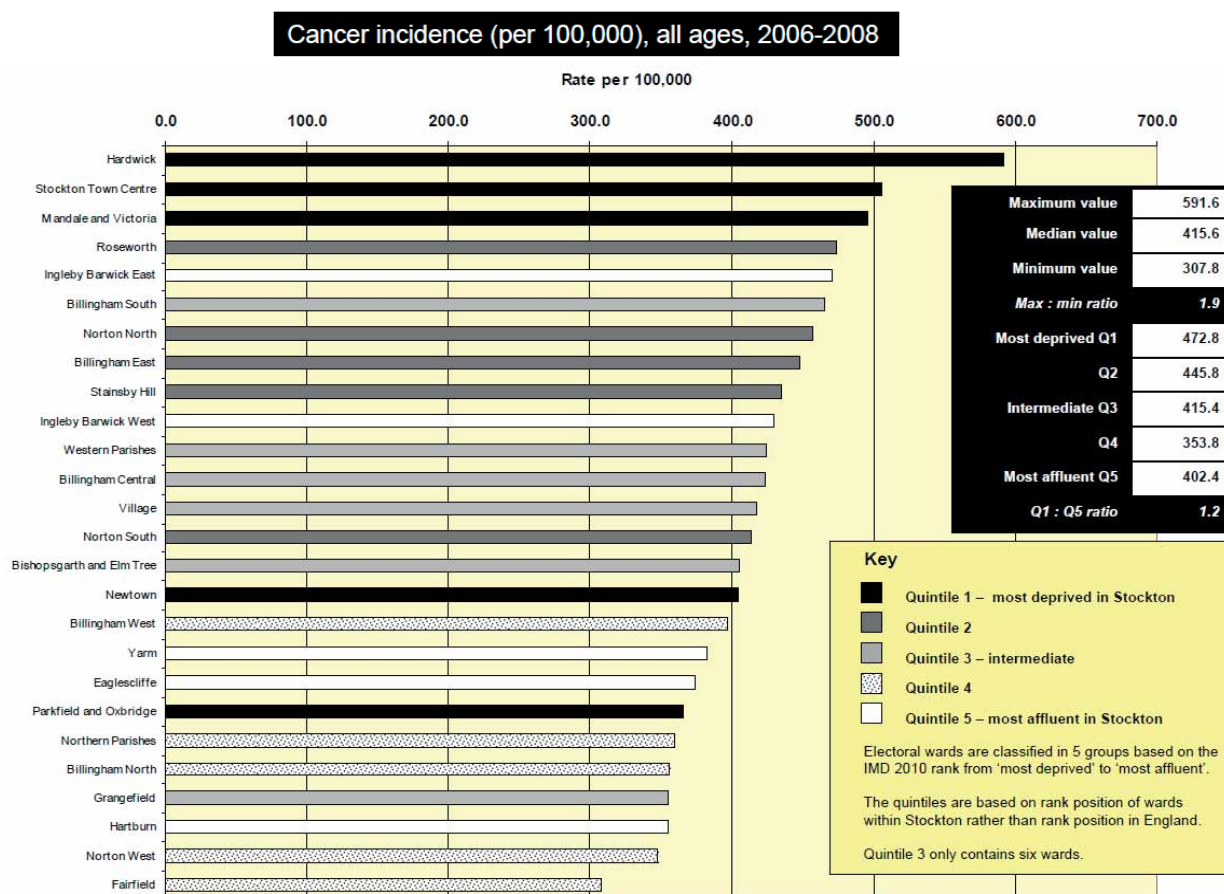 Cancer incidence (per 100,000), all ages, 2006-2008
Rate per 100,000
0.0 100.0 200.0 300.0 400.0 500.0 600.0 700.0
Hardwick
Stockton Town Centre
Mandale and Victoria
Roseworth
Ingleby Barwick East
Billingham South
Norton North
Billingham East
Stainsby Hill
Ingleby Barwick West
Western Parishes
Billingham Central
Village
Norton South
Bishopsgarth and Elm Tree
Newtown
Billingham West
Yarm
Eaglescliffe
Parkfield and Oxbridge
Northern Parishes
Billingham North
Grangefield
Hartburn
Norton West
Fairfield
Maximum value 591.6
Median value 415.6
Minimum value 307.8
Max : min ratio 1.9
Most deprived Q1 472.8
Q2 445.8
Intermediate Q3 415.4
Q4 353.8
Most affluent Q5 402.4
Q1 : Q5 ratio 1.2
Key
Quintile 1 – most deprived in Stockton
Quintile 2
Quintile 3 – intermediate
Quintile 4
Quintile 5 – most affluent in Stockton
Electoral wards are classified in 5 groups based on the
IMD 2010 rank from ‘most deprived’ to ‘most affluent’.
The quintiles are based on rank position of wards
within Stockton rather than rank position in England.
Quintile 3 only contains six wards.